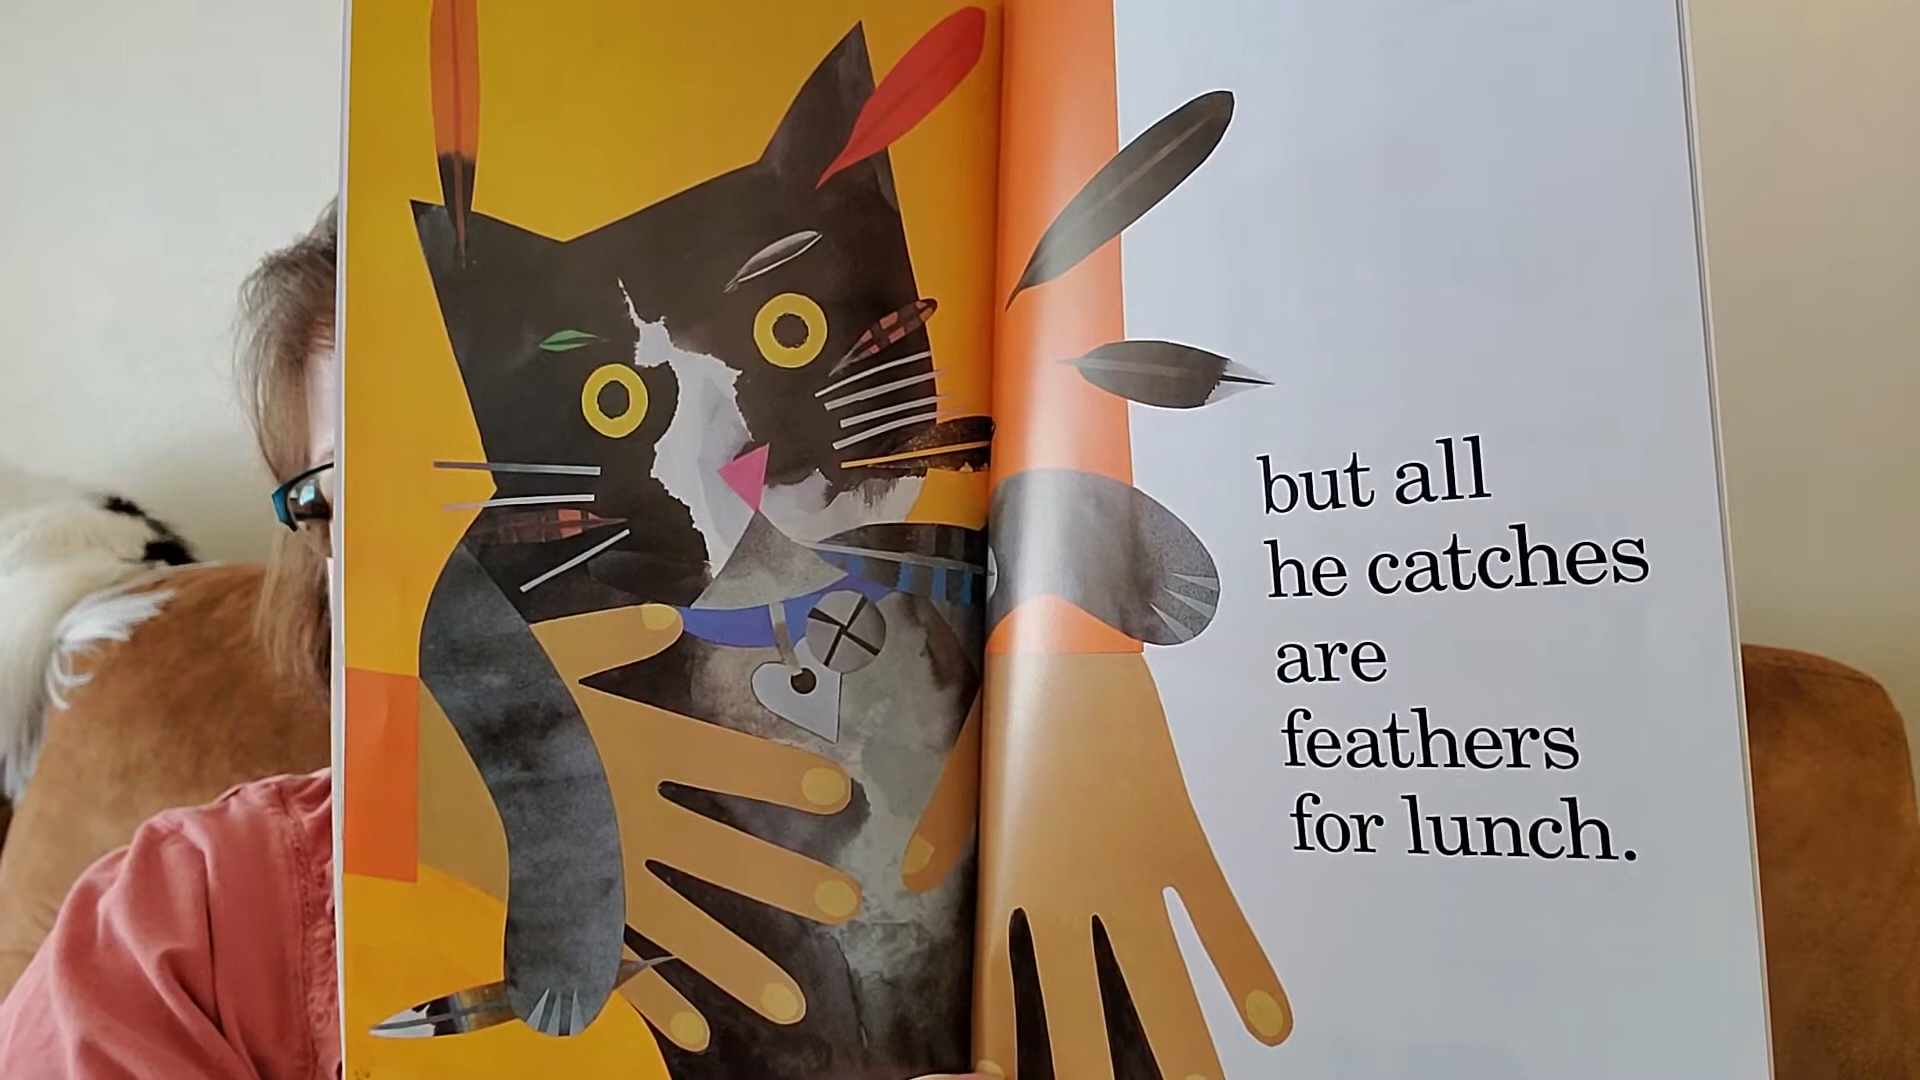 but all
he catches
are
feathers
for lunch.